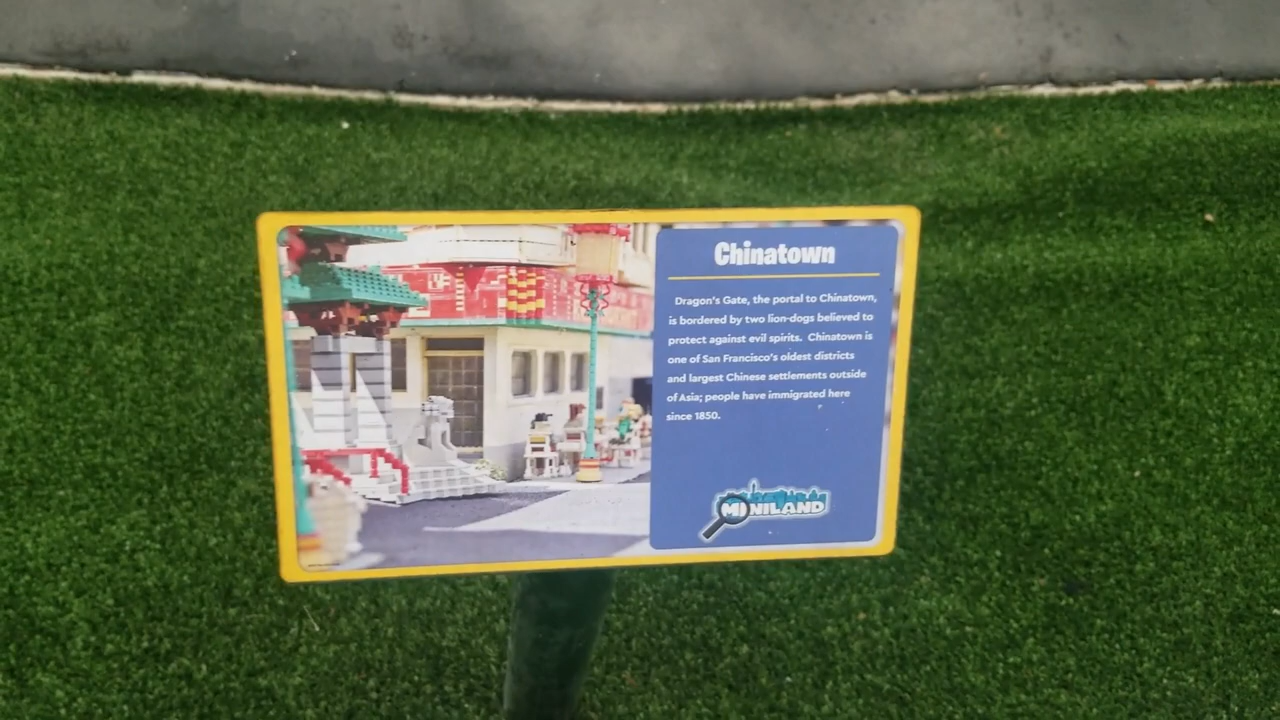 Chinatown
Dragon's Gate, the portal to Chinatown,
is bordered by two lion-dogs believed to
protect against evil spirits. Chinatown is
one of San Francisco's oldest districts
and largest Chinese settlements outside
of Asia; people have immigrated here
since 1850.
MINILAND